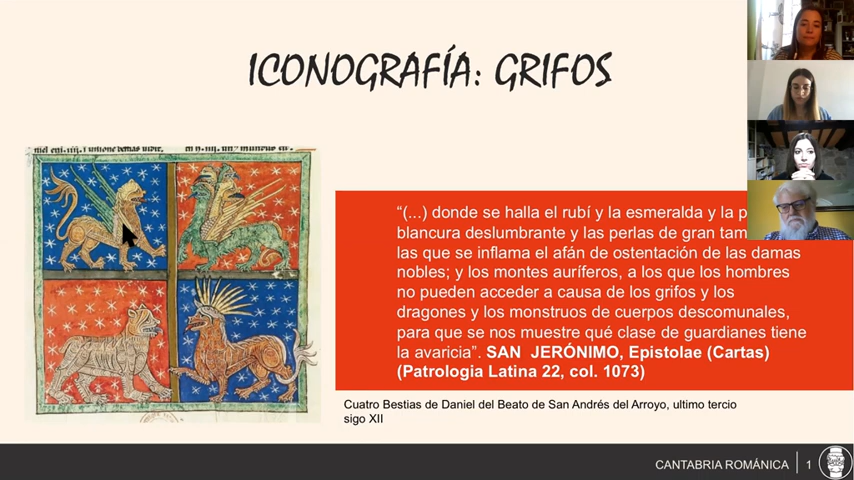 ICONOGRAFÍA: GRIFOS
“(...) donde se halla el rubí y la esmeralda y la
blancura deslumbrante y las perlas de gran
las que se inflama el afán de ostentación de las damas
nobles; y los montes auríferos, a los que los hombres
no pueden acceder a causa de los grifos y los
dragones y los monstruos de cuerpos descomunales,
para que se nos muestre qué clase de guardianes tiene
la avaricia”. SAN JERÓNIMO, Epistolae (Cartas)
(Patrologia Latina 22, col. 1073)
Cuatro Bestias de Daniel del Beato de San Andrés del Arroyo, ultimo tercio
sigo XII
CANTABRIA ROMÁNICA 1